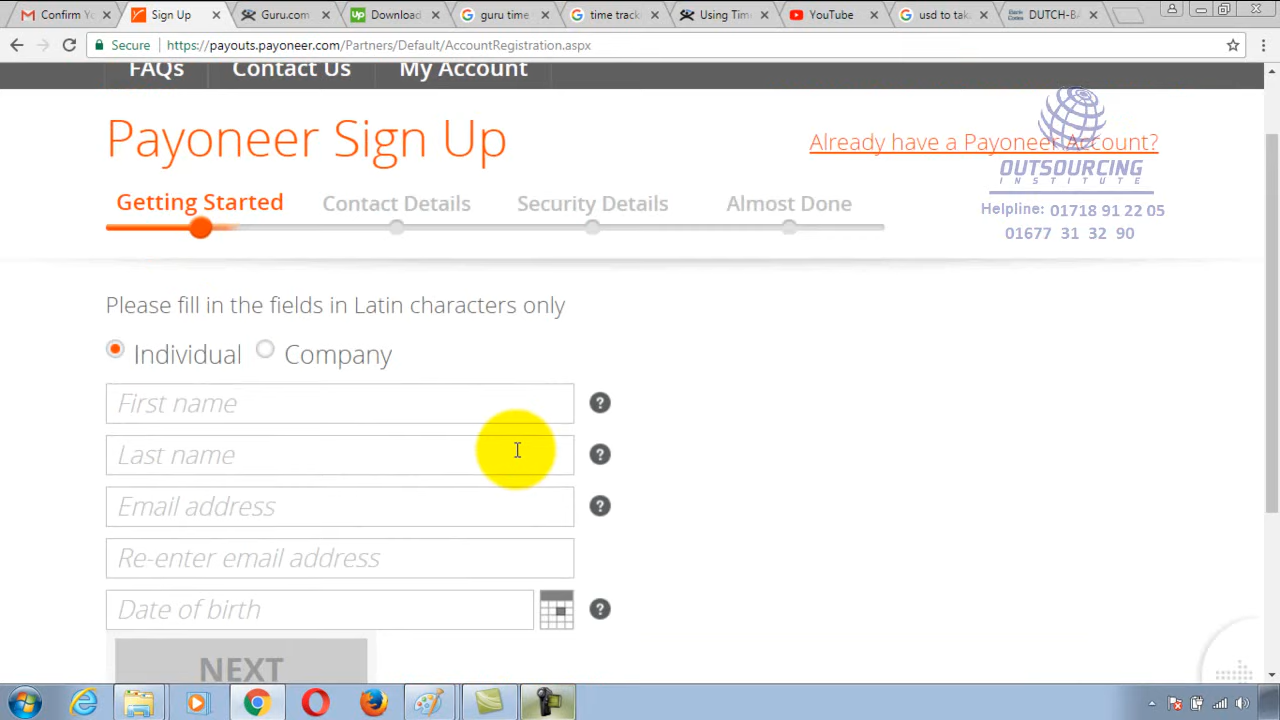 Confirm Y
Sign Up
Guru.com
Download
guru time
time track
Using Tim
YouTube
usd to tak
DUTCH-BA
Secure
https://payouts.payoneer.com/Partners/Default/AccountRegistration.aspx
FAQs
Contact Us
My Account
Payoneer Sign Up
Already have a Payoneer Account?
OUTSOURCING
INSTITUTE
Helpline: 01718 91 22 05
01677 31 32 90
Getting Started
Contact Details
Security Details
Almost Done
Please fill in the fields in Latin characters only
Individual
Company
First name
?
Last name
?
Email address
?
Re-enter email address
Date of birth
?
NEXT